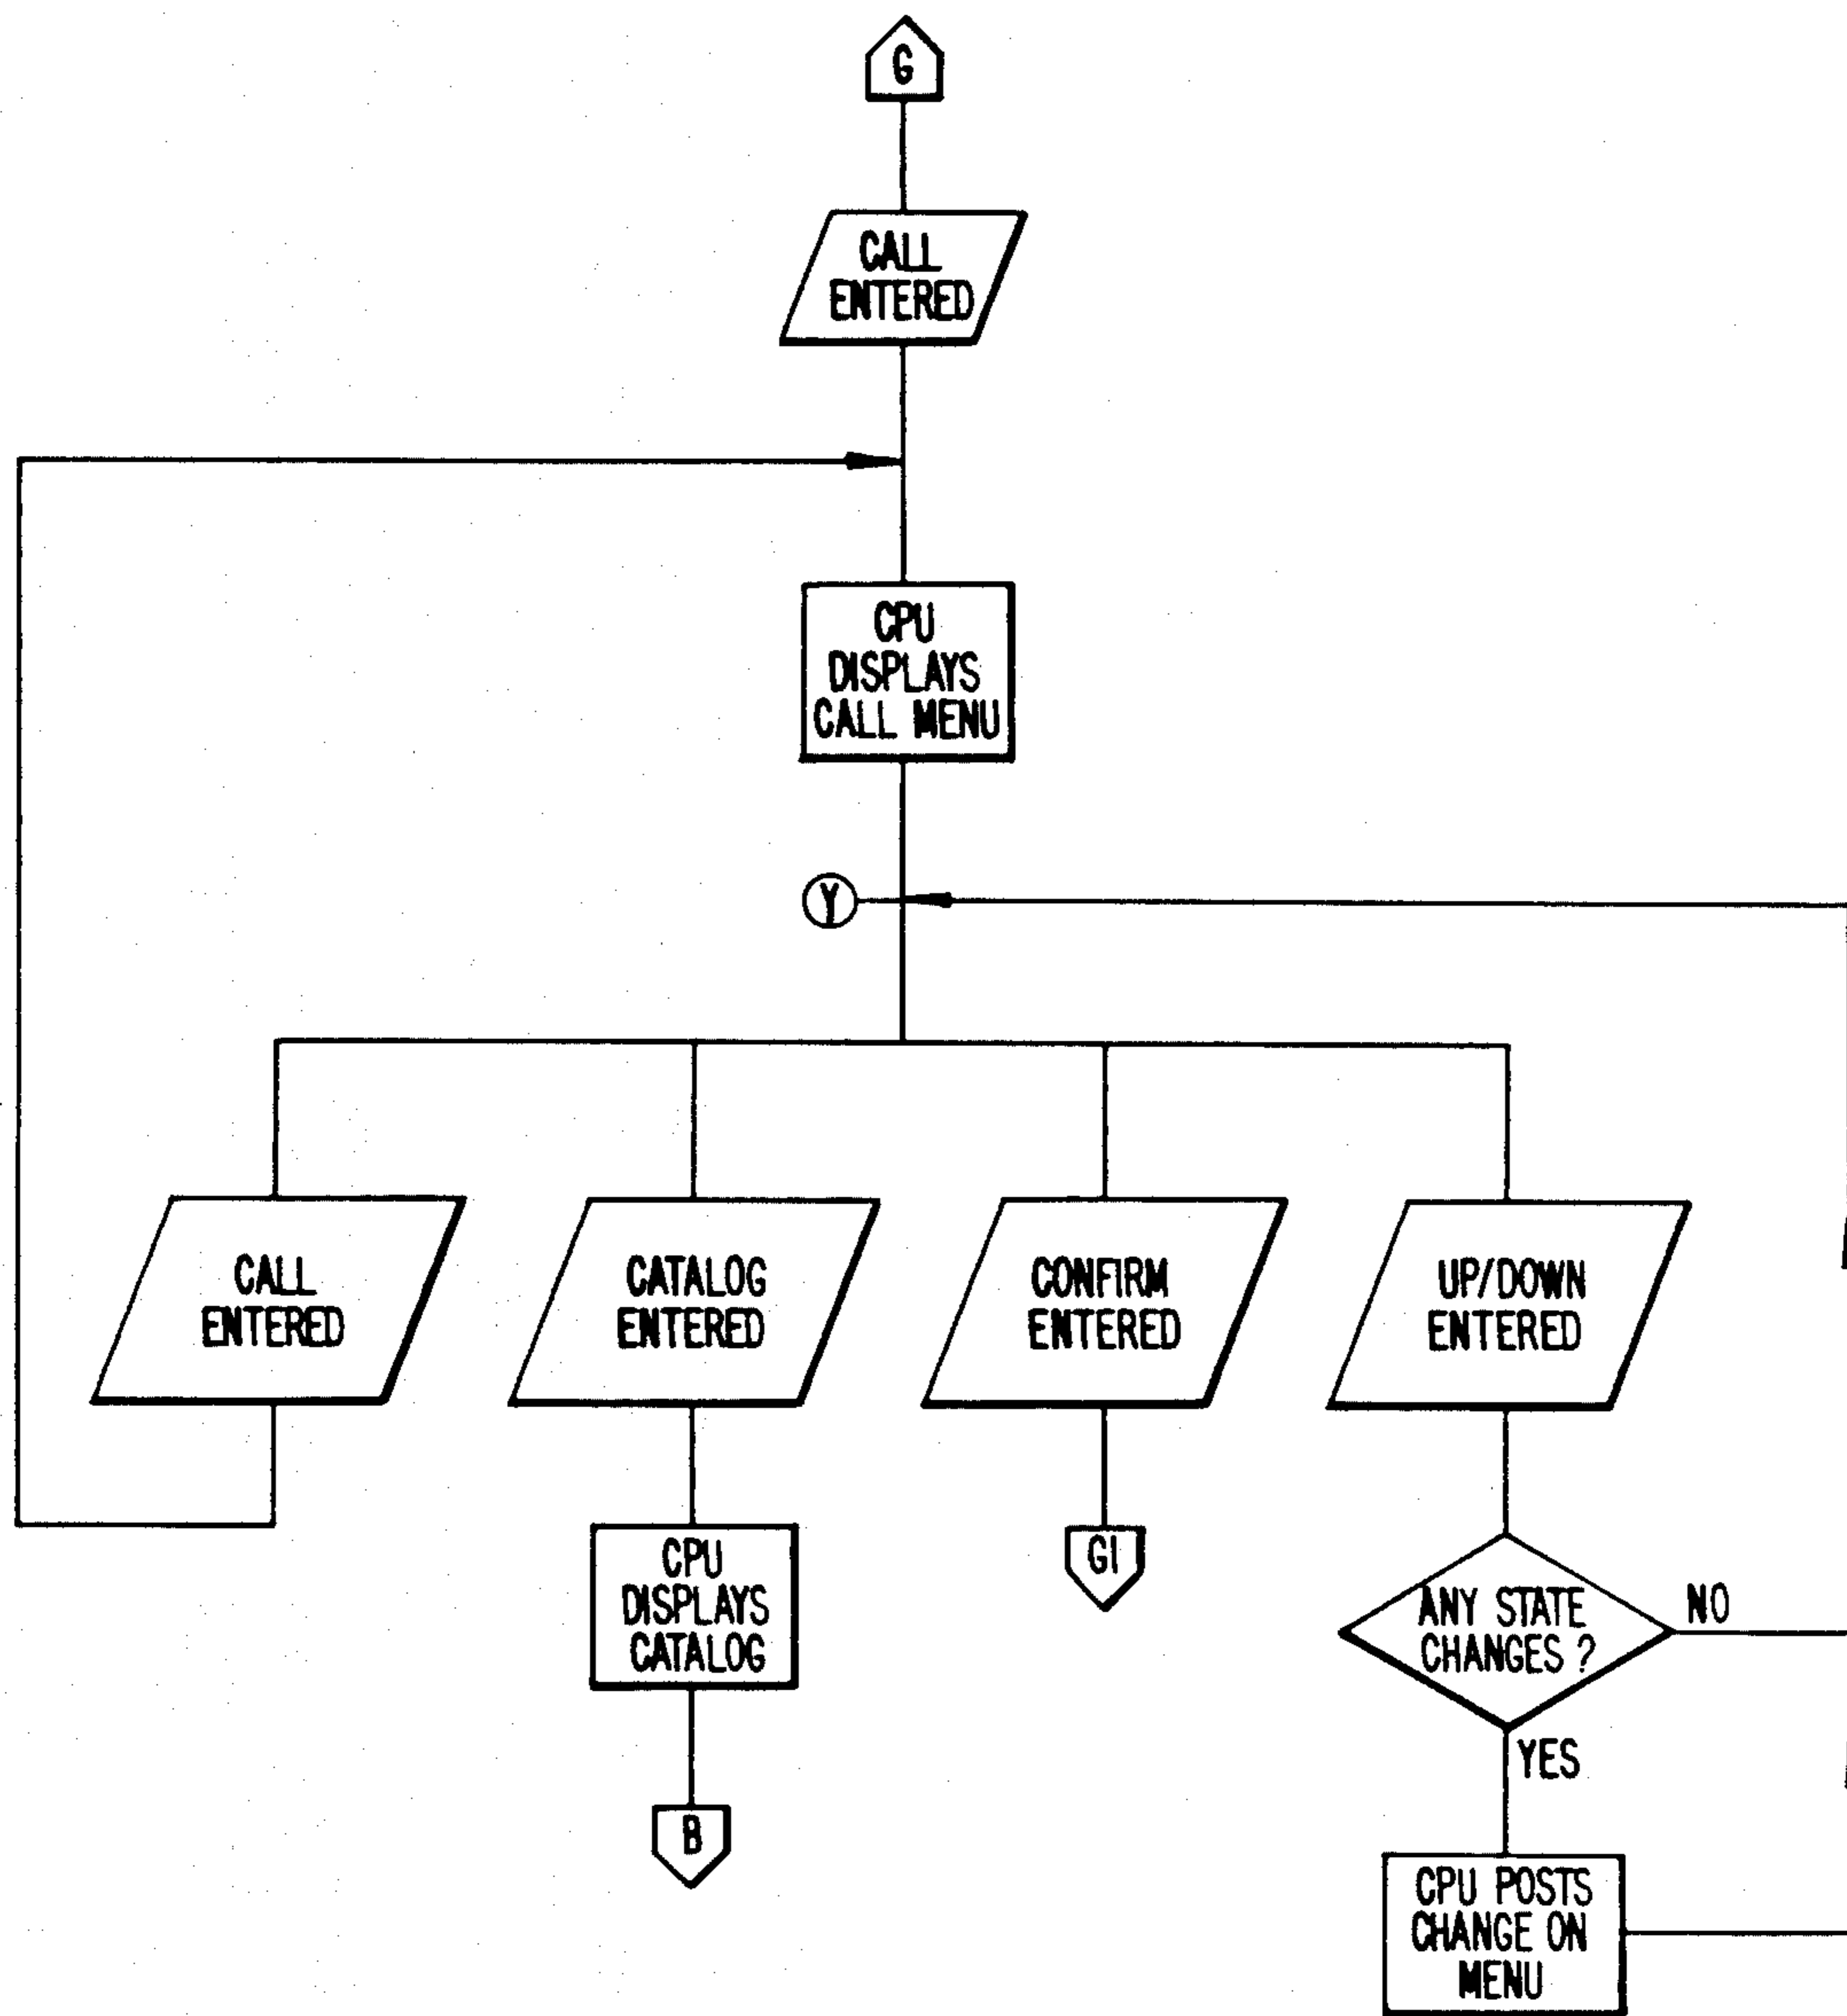 G
CALL
ENTERED
CPU
DISPLAYS
CALL MENU
Y
CALL
ENTERED
CATALOG
ENTERED
CONFIRM
ENTERED
UP/DOWN
ENTERED
CPU
DISPLAYS
CATALOG
G1
ANY STATE
CHANGES ?
NO
YES
B
CPU POSTS
CHANGE ON
MENU